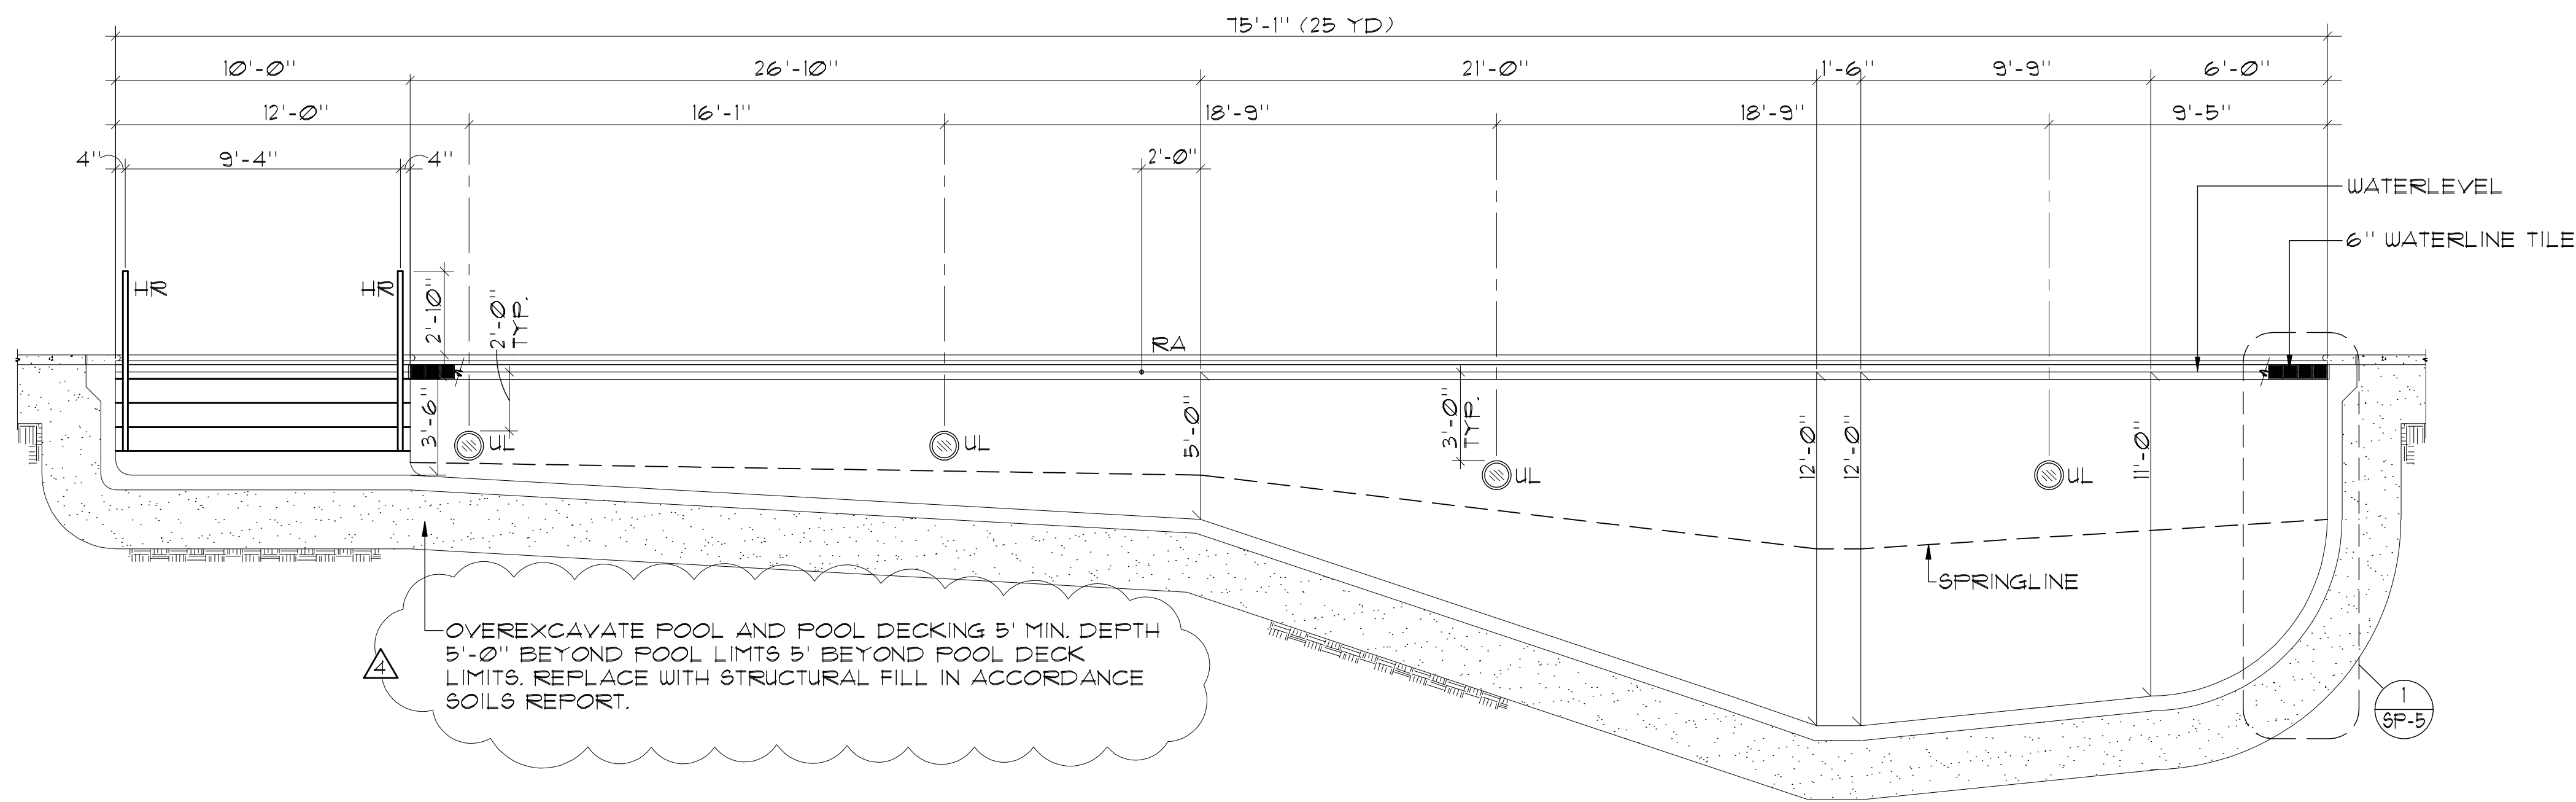 75'-1" (25 YD)
10'-0" 26'-10" 21'-0" 1'-6" 9'-9" 6'-0"
12'-0" 16'-1" 18'-9" 18'-9" 9'-5"
4" 9'-4" 4" 2'-0"
WATERLEVEL
6" WATERLINE TILE
HR HR
2'-10"
2'-0"
TYP.
RA
3'-6"
UL
UL
5'-0"
3'-0"
TYP.
UL
12'-0"
12'-0"
UL
11'-0"
SPRINGLINE
OVEREXCAVATE POOL AND POOL DECKING 5' MIN. DEPTH
5'-0" BEYOND POOL LIMTS 5' BEYOND POOL DECK
LIMITS. REPLACE WITH STRUCTURAL FILL IN ACCORDANCE
SOILS REPORT.
4
1
SP-5